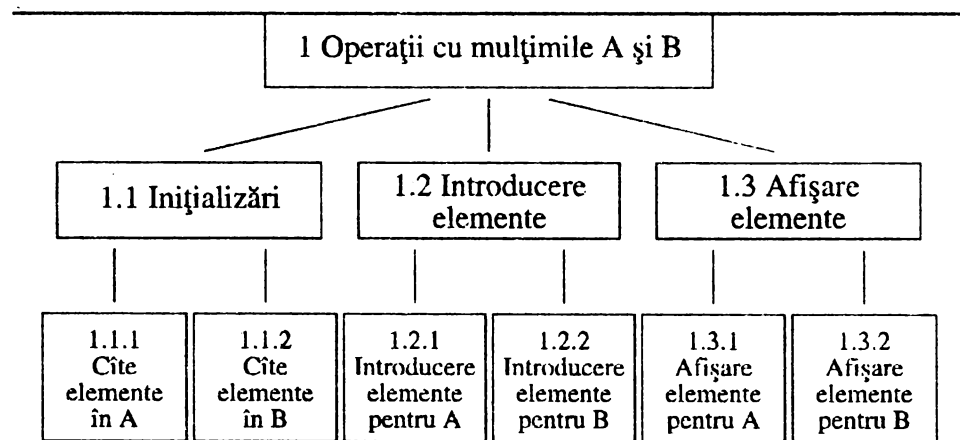 1 Operaţii cu mulţimile A şi B
1.1 Iniţializări
1.2 Introducere
elemente
1.3 Afişare
elemente
1.1.1
Cîte
elemente
în A
1.1.2
Cîte
elemente
în B
1.2.1
Introducere
elemente
pentru A
1.2.2
Introducere
elemente
pentru B
1.3.1
Afişare
elemente
pentru A
1.3.2
Afişare
elemente
pentru B